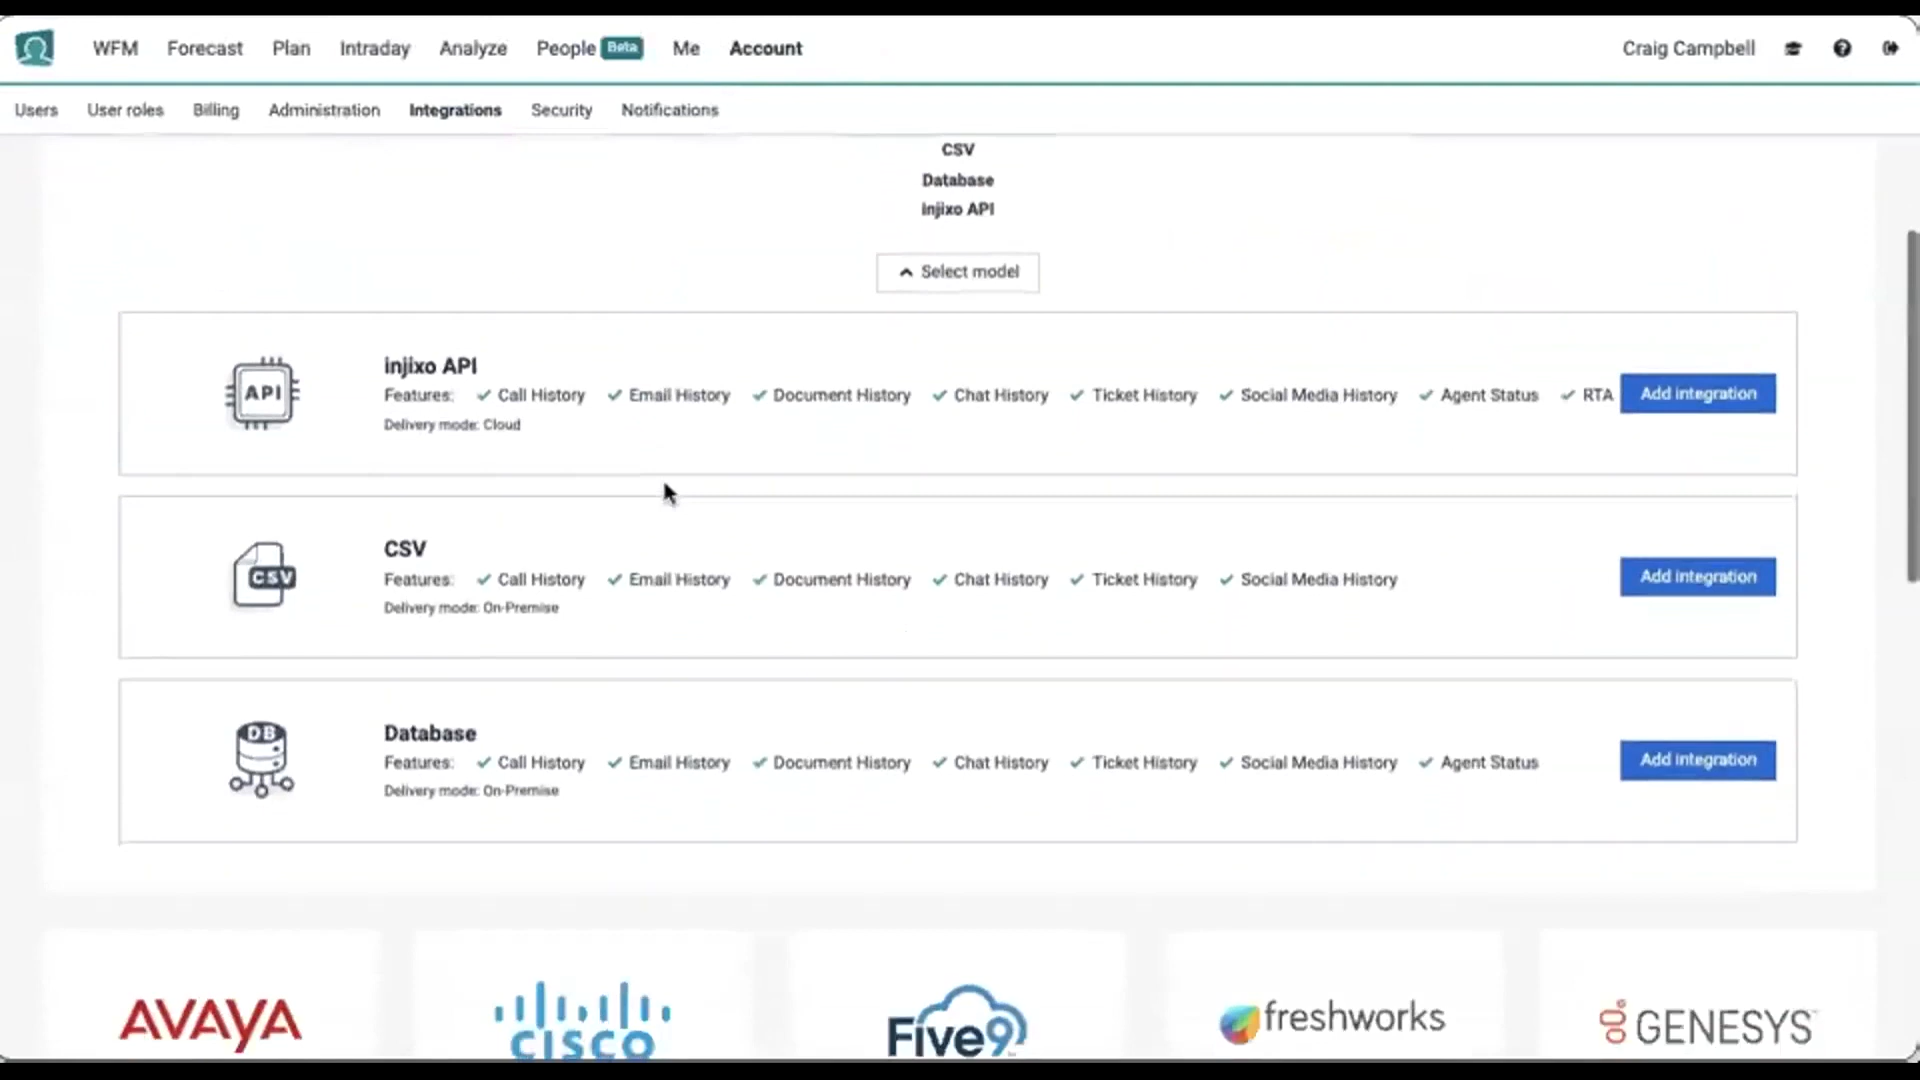 WFM Forecast Plan Intraday Analyze People Beta Me Account Craig Campbell
Users User roles Billing Administration Integrations Security Notifications
CSV
Database
injixo API
Select model
API
injixo API
Features: Call History Email History Document History Chat History Ticket History Social Media History Agent Status RTA
Delivery mode: Cloud
Add integration
CSV
CSV
Features: Call History Email History Document History Chat History Ticket History Social Media History
Delivery mode: On-Premise
Add integration
DB
Database
Features: Call History Email History Document History Chat History Ticket History Social Media History Agent Status
Delivery mode: On-Premise
Add integration
AVAYA CISCO Five9 freshworks GENESYS